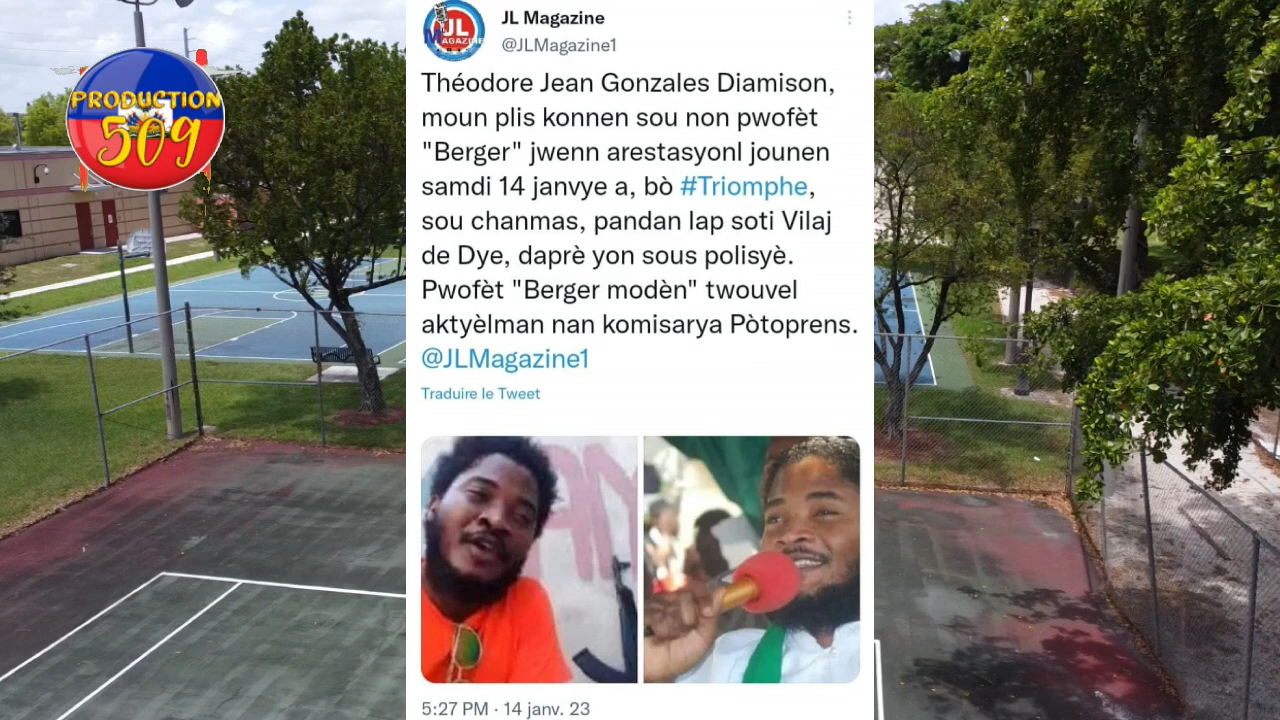 PRODUCTION
509
JL
MAGAZINE
JL Magazine
@JLMagazine1
Théodore Jean Gonzales Diamison,
moun plis konnen sou non pwofèt
"Berger" jwenn arestasyonl jounen
samdi 14 janvye a, bò #Triomphe,
sou chanmas, pandan lap soti Vilaj
de Dye, daprè yon sous polisyè.
Pwofèt "Berger modèn" twouvel
aktyèlman nan komisarya Pòtoprens.
@JLMagazine1
Traduire le Tweet
5:27 PM · 14 janv. 23